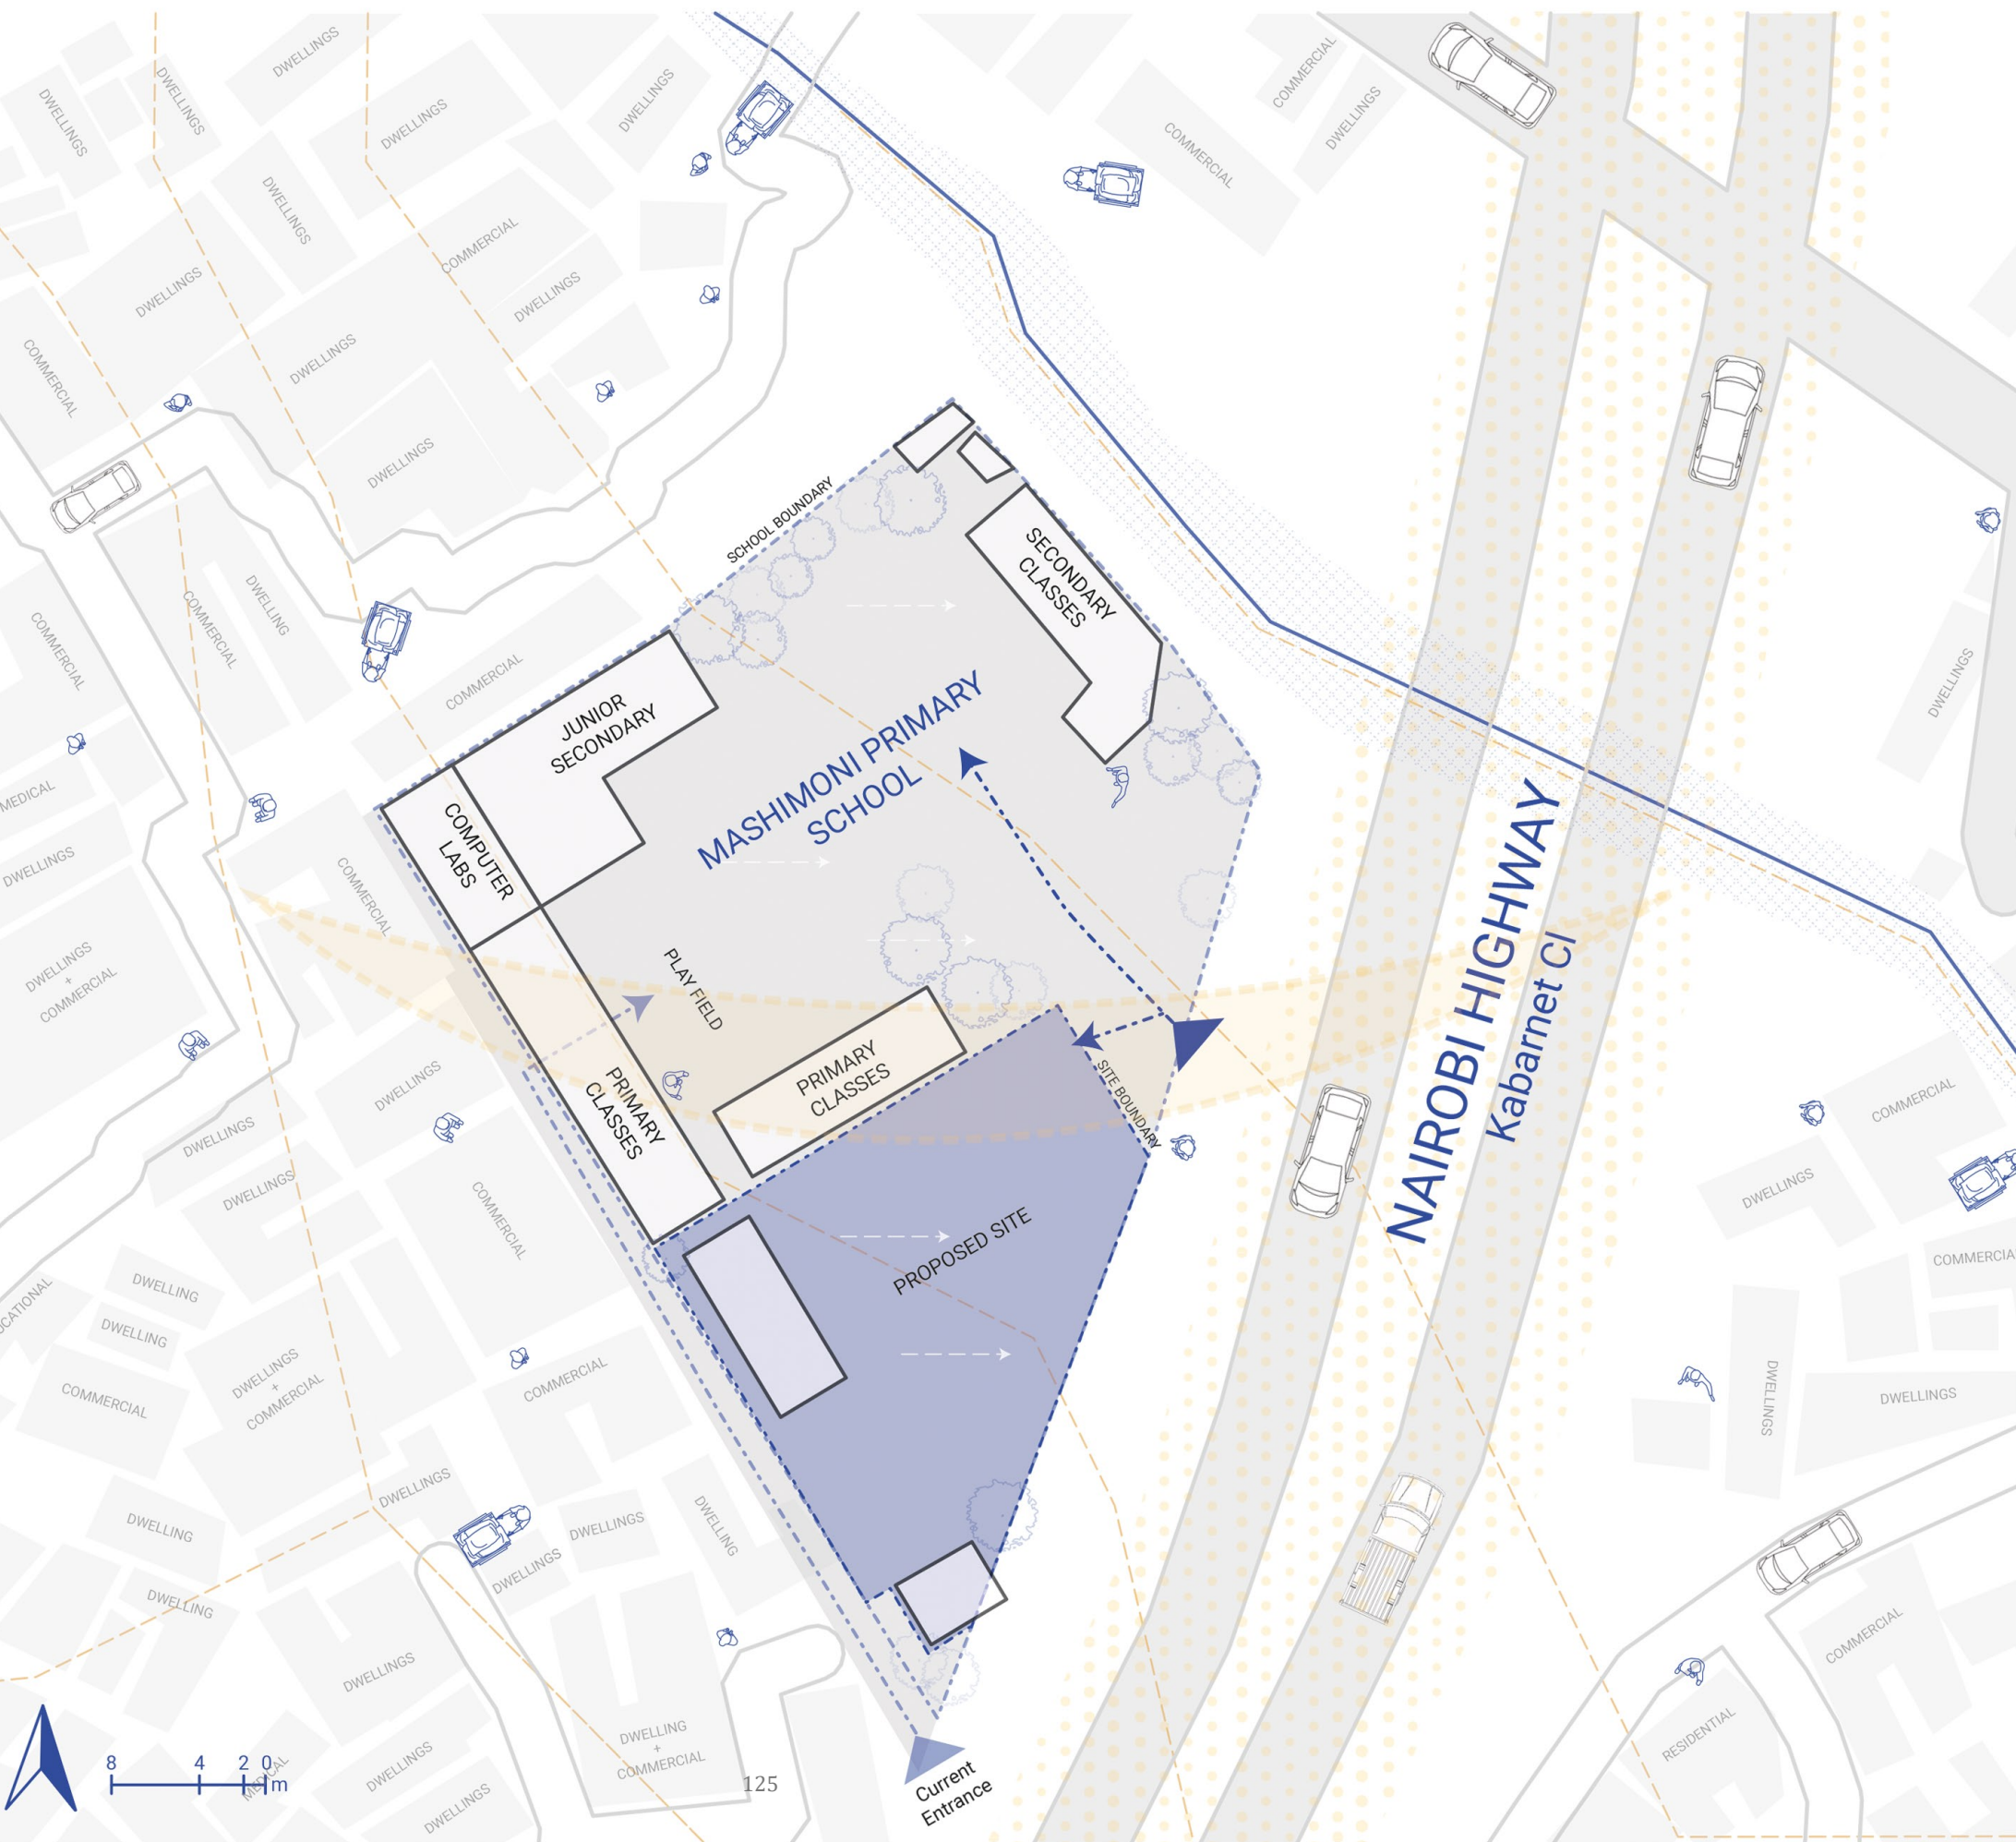 DWELLINGS
DWELLINGS
DWELLINGS
DWELLINGS
DWELLINGS
COMMERCIAL
DWELLINGS
COMMERCIAL
DWELLINGS
COMMERCIAL
DWELLINGS
DWELLINGS
DWELLINGS
COMMERCIAL
DWELLINGS
DWELLINGS
SCHOOL BOUNDARY
SECONDARY
CLASSES
COMMERCIAL
COMMERCIAL
DWELLING
COMMERCIAL
JUNIOR
SECONDARY
MASHIMONI PRIMARY
SCHOOL
COMPUTER
LABS
DWELLINGS
MEDICAL
DWELLINGS
COMMERCIAL
DWELLINGS
+
COMMERCIAL
PLAY FIELD
NAIROBI HIGHWAY
Kabarnet Cl
PRIMARY
CLASSES
PRIMARY
CLASSES
SITE BOUNDARY
DWELLINGS
DWELLINGS
DWELLINGS
COMMERCIAL
COMMERCIAL
DWELLINGS
COMMERCIA
PROPOSED SITE
DWELLING
CATIONAL
DWELLING
DWELLINGS
+
COMMERCIAL
COMMERCIAL
COMMERCIAL
DWELLINGS
DWELLINGS
DWELLINGS
DWELLING
DWELLINGS
DWELLING
DWELLINGS
DWELLING
DWELLINGS
COMMERCIAL
RESIDENTIAL
DWELLING
+
COMMERCIAL
DWELLINGS
MEDICAL
DWELLINGS
8 4 2 0
m
125
Current
Entrance